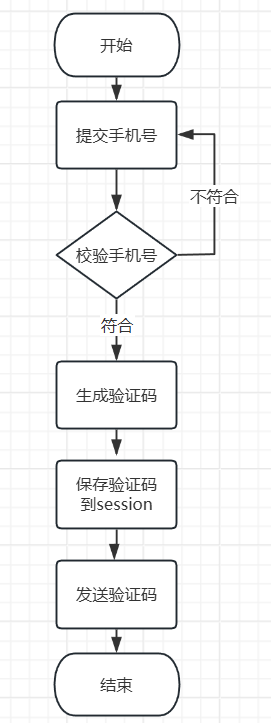 开始
提交手机号
不符合
校验手机号
符合
生成验证码
保存验证码
到session
发送验证码
结束